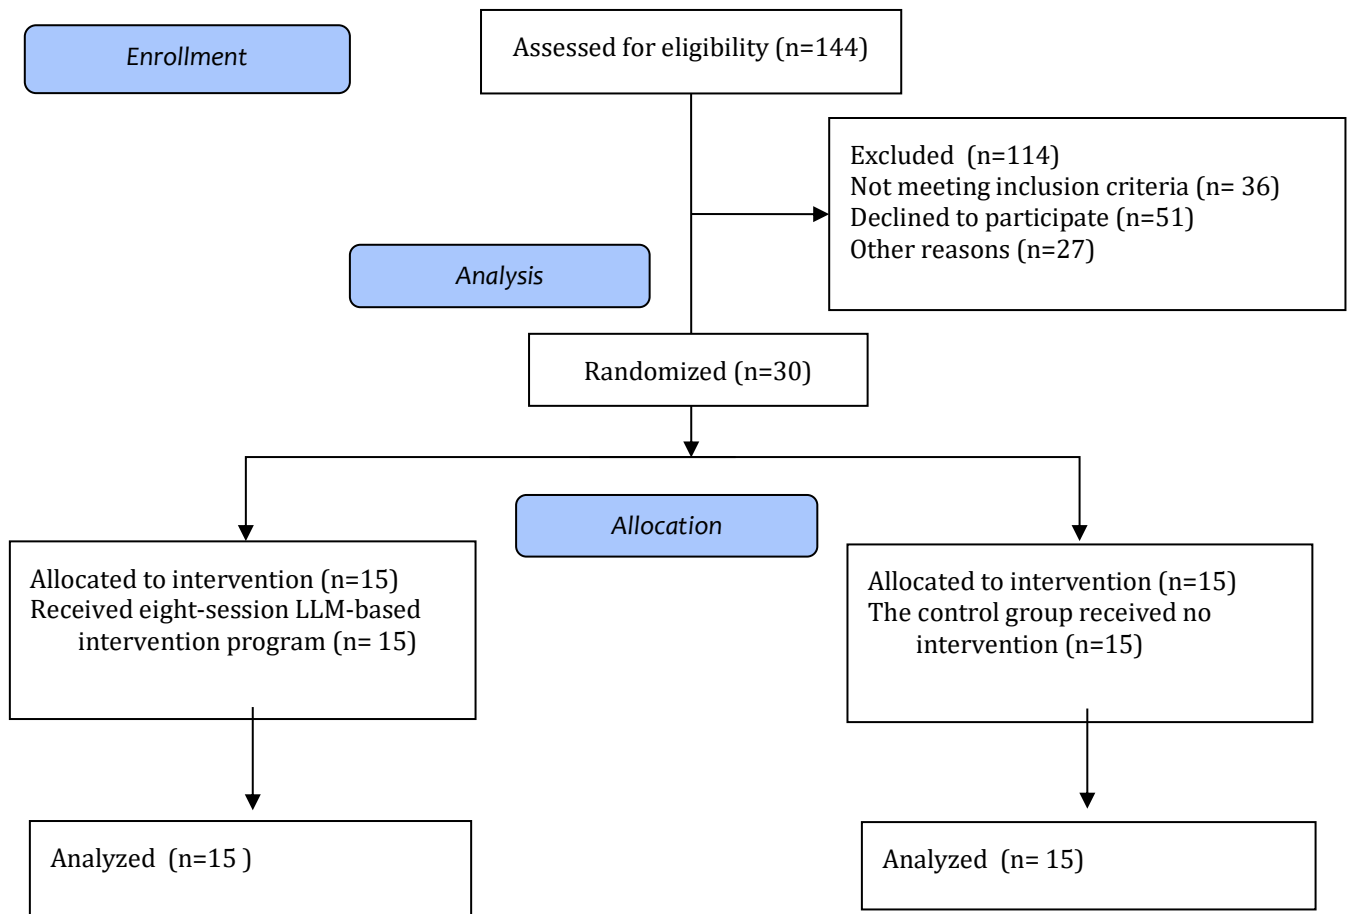 Enrollment
Assessed for eligibility (n=144)
Excluded  (n=114)
Not meeting inclusion criteria (n= 36)
Declined to participate (n=51)
Other reasons (n=27)
Analysis
Randomized (n=30)
Allocation
Allocated to intervention (n=15)
Received eight-session LLM-based
intervention program (n= 15)
Allocated to intervention (n=15)
The control group received no
intervention (n=15)
Analyzed  (n=15 )
Analyzed  (n= 15)